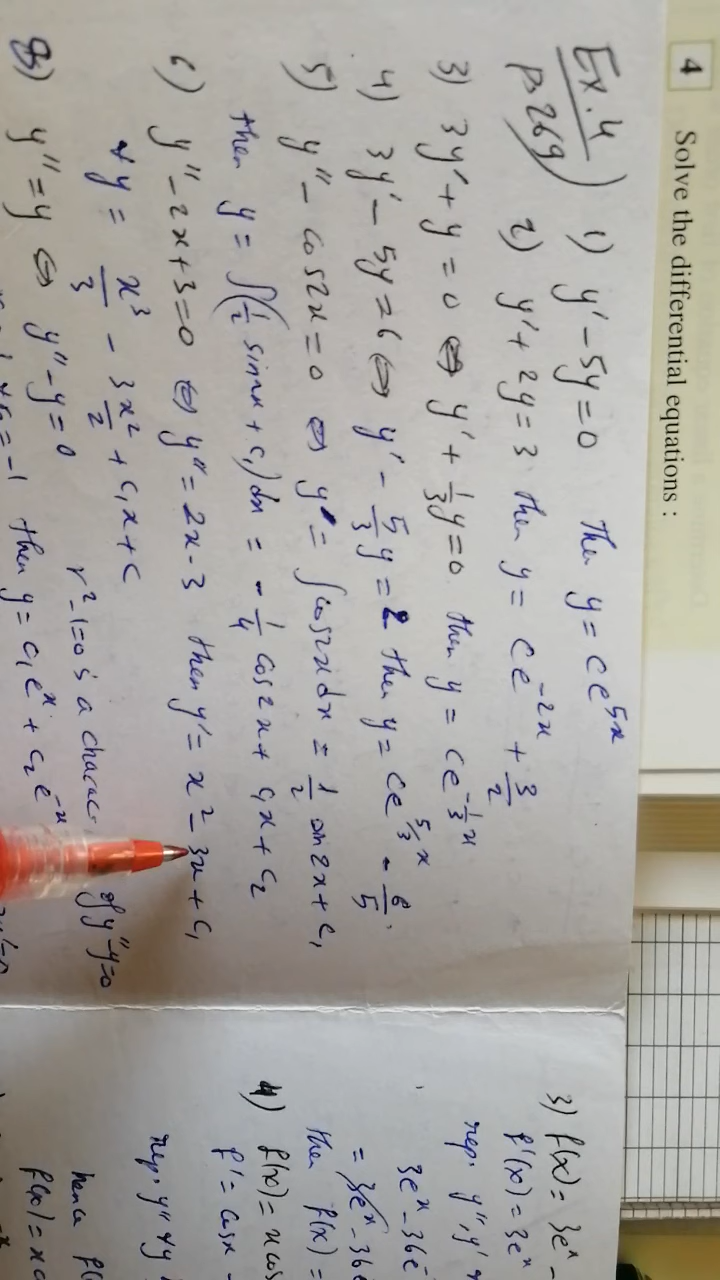 4 Solve the differential equations :
Ex. 4 p 269) 1) y' - 5y = 0 then y = ce^{5x}
2) y' + 2y = 3 then y = ce^{-2x} + 3/2
3) 3y' + y = 0 ⇔ y' + 1/3 y = 0 then y = ce^{-1/3 x}
4) 3y' - 5y = 6 ⇔ y' - 5/3 y = 2 then y = ce^{5/3 x} - 6/5.
5) y'' - cos2x = 0 ⇔ y' = ∫cos2x dx = 1/2 sin2x + c₁
then y = ∫(1/2 sin2x + c₁)dx = - 1/4 cos2x + c₁x + c₂
6) y'' - 2x + 3 = 0 ⇔ y'' = 2x - 3 then y' = x² - 3x + c₁
y = x³/3 - 3x²/2 + c₁x + c
r² - 1 = 0 is a charac of y'' - y = 0
8) y'' = y ⇔ y'' - y = 0
= -1 then y = c₁e^x + c₂e^{-x}
3) f(x) = 3e^x -
f'(x) = 3e^x
rep. y'', y'
3e^x - 36e
= 3e^x - 36e
then f(x) =
4) f(x) = x cos
f' = cosx -
rep. y'' & y
hence f(
f(x) = x c